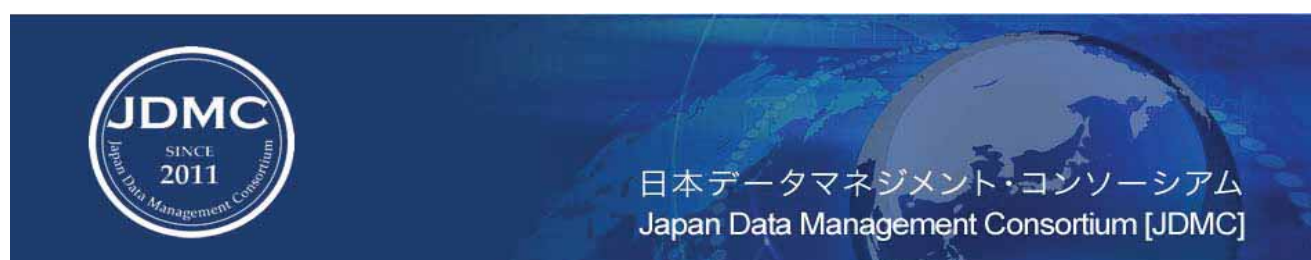 JDMC
SINCE
2011
Japan Data Management Consortium
日本データマネジメント・コンソーシアム
Japan Data Management Consortium [JDMC]